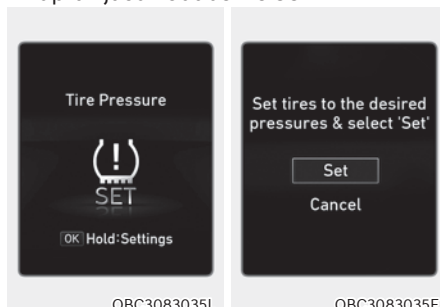 Tire Pressure
SET
OK Hold:Settings
OBC3083035L
Set tires to the desired
pressures & select 'Set'
Set
Cancel
OBC3083035E